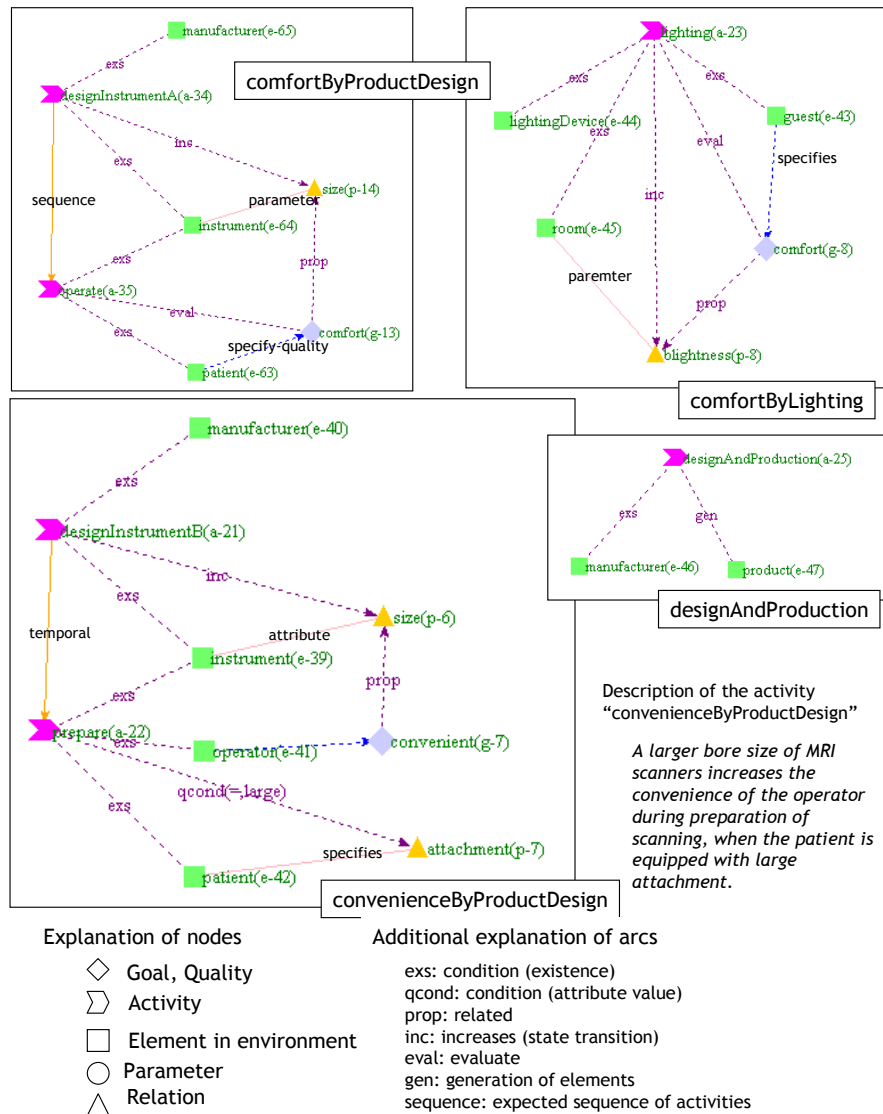 manufacturer(e-65)
exs
comfortByProductDesign
designInstrumentA(a-34)
inc
exs
size(p-14)
sequence
parameter
instrument(e-64)
exs
prop
operate(a-35)
eval
comfort(g-13)
specify-quality
exs
patient(e-63)
lighting(a-23)
exs
exs
lightingDevice(e-44)
guest(e-43)
exs
eval
specifies
inc
room(e-45)
comfort(g-8)
paremter
prop
blightness(p-8)
comfortByLighting
manufacturer(e-40)
exs
designInstrumentB(a-21)
inc
exs
size(p-6)
temporal
attribute
instrument(e-39)
exs
prop
prepare(a-22)
exs
operator(e-41)
convenient(g-7)
qcond(=,large)
exs
attachment(p-7)
specifies
patient(e-42)
convenienceByProductDesign
designAndProduction(a-25)
exs
gen
manufacturer(e-46)
product(e-47)
designAndProduction
Description of the activity
“convenienceByProductDesign”
A larger bore size of MRI
scanners increases the
convenience of the operator
during preparation of
scanning, when the patient is
equipped with large
attachment.
Explanation of nodes
Goal, Quality
Activity
Element in environment
Parameter
Relation
Additional explanation of arcs
exs: condition (existence)
qcond: condition (attribute value)
prop: related
inc: increases (state transition)
eval: evaluate
gen: generation of elements
sequence: expected sequence of activities